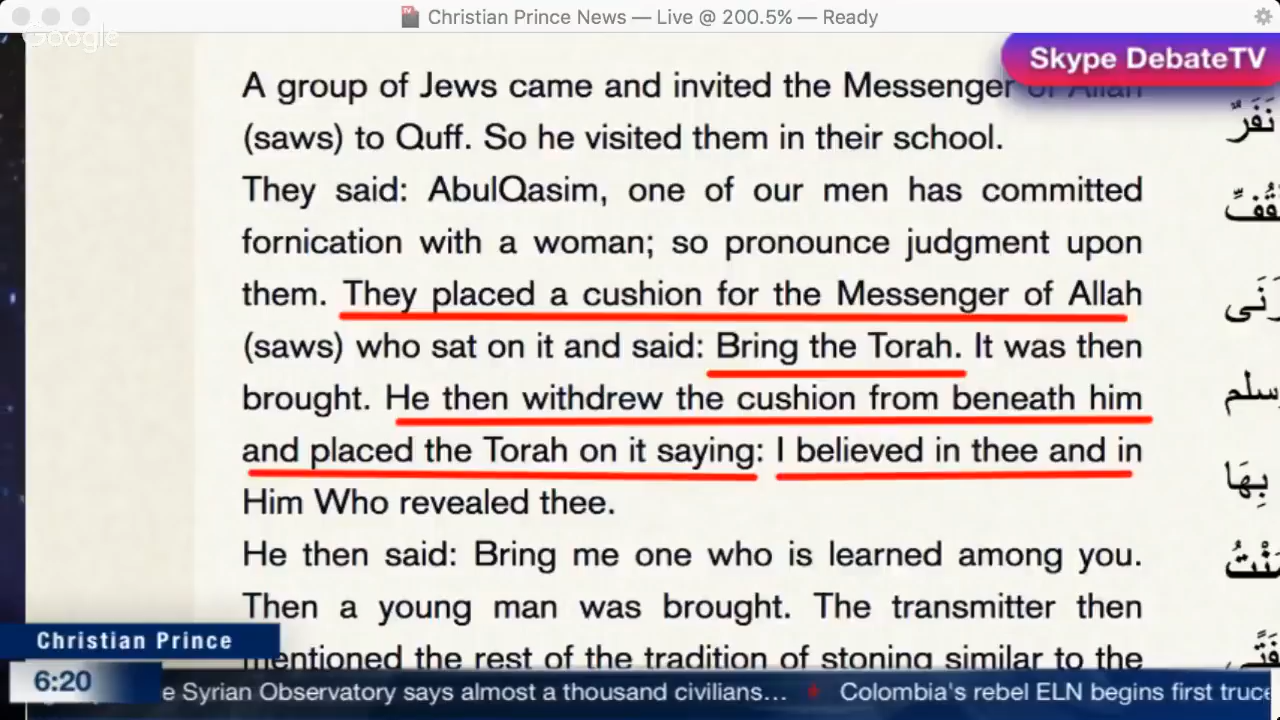 Christian Prince News — Live @ 200.5% — Ready
Google
Skype DebateTV
A group of Jews came and invited the Messenger of Allah
(saws) to Quff. So he visited them in their school.
They said: AbulQasim, one of our men has committed
fornication with a woman; so pronounce judgment upon
them. They placed a cushion for the Messenger of Allah
(saws) who sat on it and said: Bring the Torah. It was then
brought. He then withdrew the cushion from beneath him
and placed the Torah on it saying: I believed in thee and in
Him Who revealed thee.
He then said: Bring me one who is learned among you.
Then a young man was brought. The transmitter then
mentioned the rest of the tradition of stoning similar to the
نَفَرٌ
بِهَا
Christian Prince
6:20
e Syrian Observatory says almost a thousand civilians... Colombia's rebel ELN begins first truce